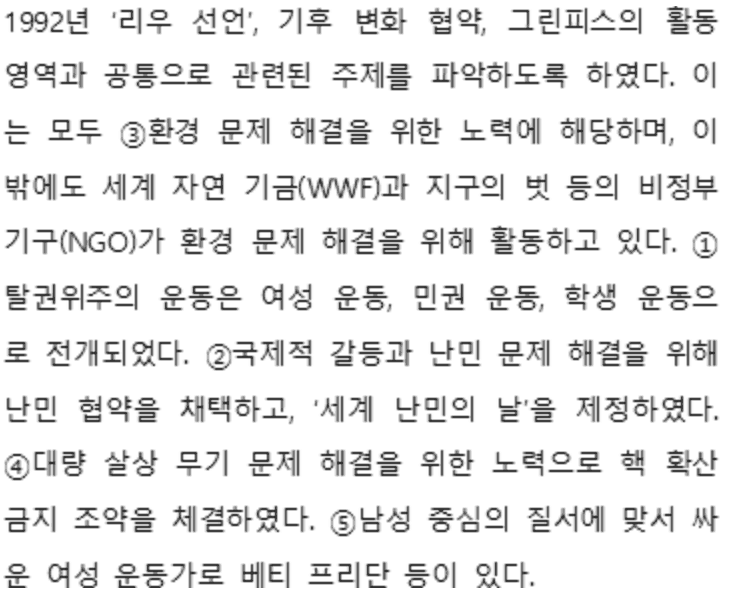 1992년 ‘리우 선언’, 기후 변화 협약, 그린피스의 활동
영역과 공통으로 관련된 주제를 파악하도록 하였다. 이
는 모두 ③환경 문제 해결을 위한 노력에 해당하며, 이
밖에도 세계 자연 기금(WWF)과 지구의 벗 등의 비정부
기구(NGO)가 환경 문제 해결을 위해 활동하고 있다. ①
탈권위주의 운동은 여성 운동, 민권 운동, 학생 운동으
로 전개되었다. ②국제적 갈등과 난민 문제 해결을 위해
난민 협약을 채택하고, ‘세계 난민의 날’을 제정하였다.
④대량 살상 무기 문제 해결을 위한 노력으로 핵 확산
금지 조약을 체결하였다. ⑤남성 중심의 질서에 맞서 싸
운 여성 운동가로 베티 프리단 등이 있다.